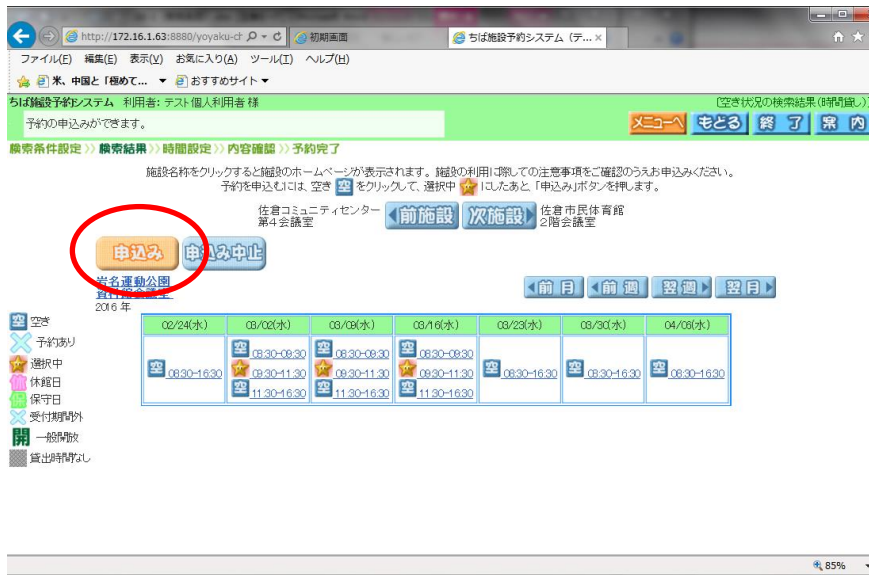 http://172.16.1.63:8880/yoyaku-ct
初期画面
ちば施設予約システム (テ...
ファイル(F) 編集(E) 表示(V) お気に入り(A) ツール(T) ヘルプ(H)
米、中国と「極めて... おすすめサイト
ちば施設予約システム 利用者: テスト個人利用者 様 [空き状況の検索結果(時間貸し)]
予約の申込みができます。 メニューへ もどる 終了 案内
検索条件設定 >> 検索結果 >> 時間設定 >> 内容確認 >> 予約完了
施設名称をクリックすると施設のホームページが表示されます。施設の利用に際しての注意事項をご確認のうえお申込みください。
予約を申込むには、空き 空 をクリックして、選択中 にしたあと「申込み」ボタンを押します。
佐倉コミュニティセンター
第4会議室
前施設 次施設
佐倉市民体育館
2階会議室
申込み 申込み中止
岩名運動公園
資料館会議室
前月 前週 翌週 翌月
2016 年
空 空き
予約あり
選択中
休館日
保守日
受付期間外
開 一般開放
貸出時間なし
02/24(水) 03/02(水) 03/09(水) 03/16(水) 03/23(水) 03/30(水) 04/06(水)
空 08:30-09:30 空 08:30-09:30 空 08:30-09:30
空 08:30-16:30 09:30-11:30 09:30-11:30 09:30-11:30 空 08:30-16:30 空 08:30-16:30 空 08:30-16:30
空 11:30-16:30 空 11:30-16:30 空 11:30-16:30
85%